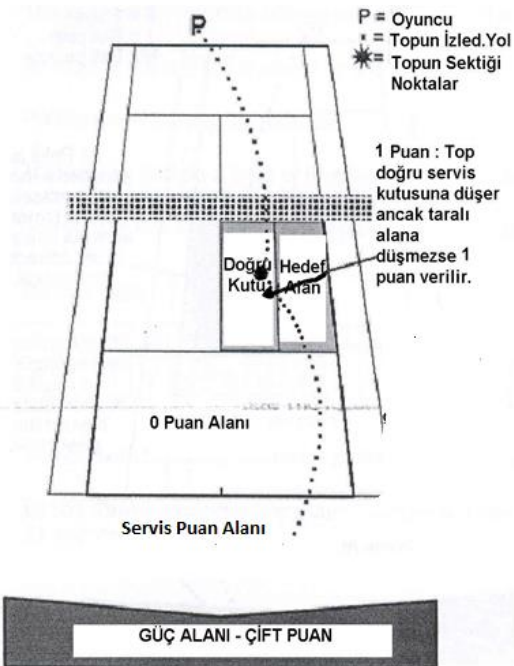 P
P = Oyuncu
= Topun İzled.Yol
= Topun Sektiği
Noktalar
1 Puan : Top
doğru servis
kutusuna düşer
ancak taralı
alana
düşmezse 1
puan verilir.
Doğru Hedef
Kutu Alan
0 Puan Alanı
Servis Puan Alanı
GÜÇ ALANI - ÇİFT PUAN